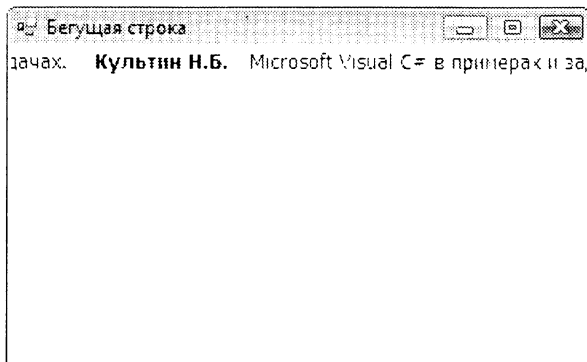 Бегущая строка
дачах. Культин Н.Б. Microsoft Visual C# в примерах и за